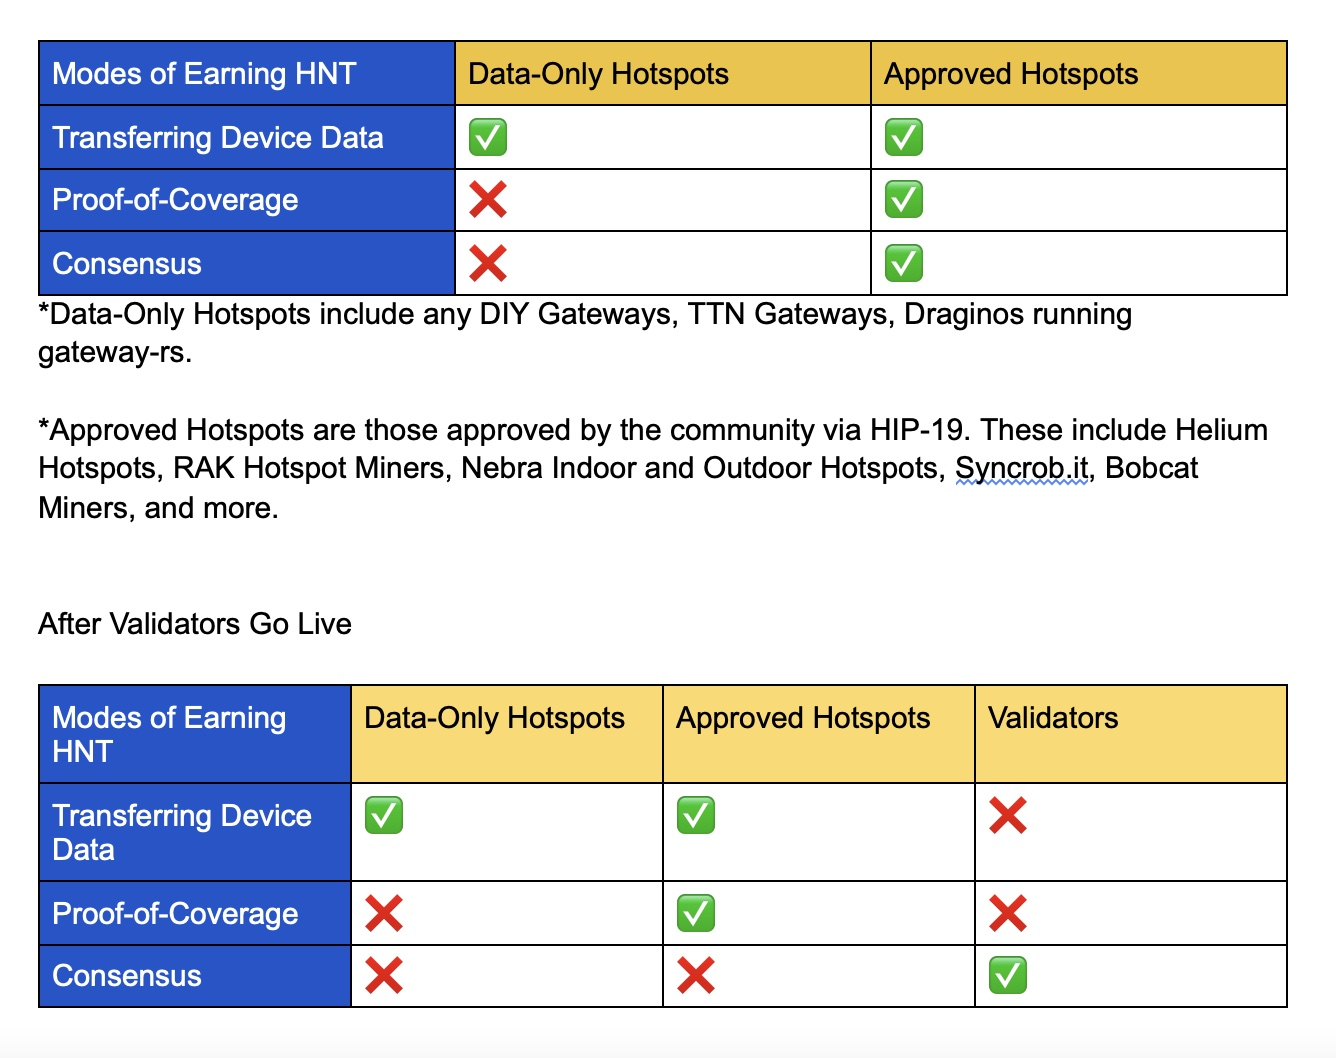 Modes of Earning HNT Data-Only Hotspots Approved Hotspots
Transferring Device Data ✅ ✅
Proof-of-Coverage ❌ ✅
Consensus ❌ ✅
*Data-Only Hotspots include any DIY Gateways, TTN Gateways, Draginos running
gateway-rs.
*Approved Hotspots are those approved by the community via HIP-19. These include Helium
Hotspots, RAK Hotspot Miners, Nebra Indoor and Outdoor Hotspots, Syncrob.it, Bobcat
Miners, and more.
After Validators Go Live
Modes of Earning
HNT
Data-Only Hotspots Approved Hotspots Validators
Transferring Device
Data
✅ ✅ ❌
Proof-of-Coverage ❌ ✅ ❌
Consensus ❌ ❌ ✅